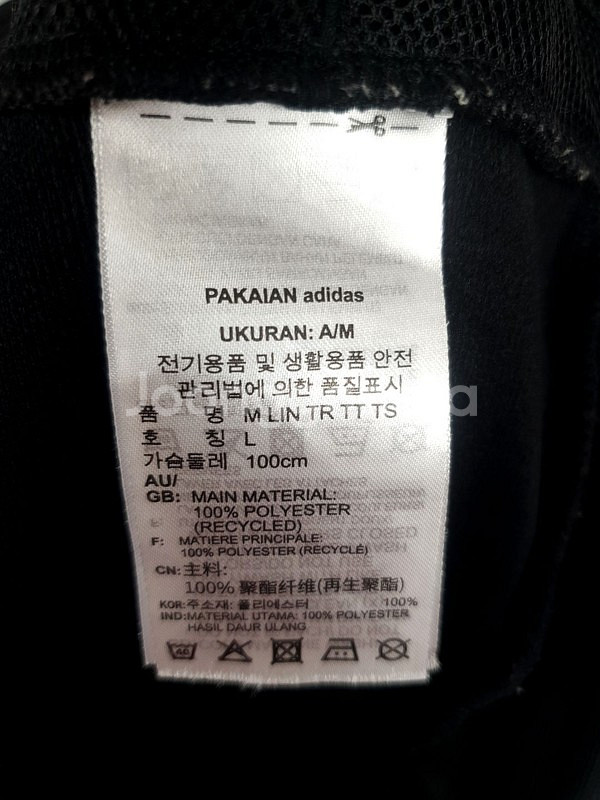 PAKAIAN adidas
UKURAN: A/M
전기용품 및 생활용품 안전
관리법에 의한 품질표시
품 명 M LIN TR TT TS
호 칭 L
가슴둘레 100cm
AU/
GB: MAIN MATERIAL:
100% POLYESTER
(RECYCLED)
F: MATIERE PRINCIPALE:
100% POLYESTER (RECYCLÉ)
CN: 主料:
100% 聚酯纤维(再生聚酯)
KOR: 주소재: 폴리에스터 100%
IND: MATERIAL UTAMA: 100% POLYESTER
HASIL DAUR ULANG
40